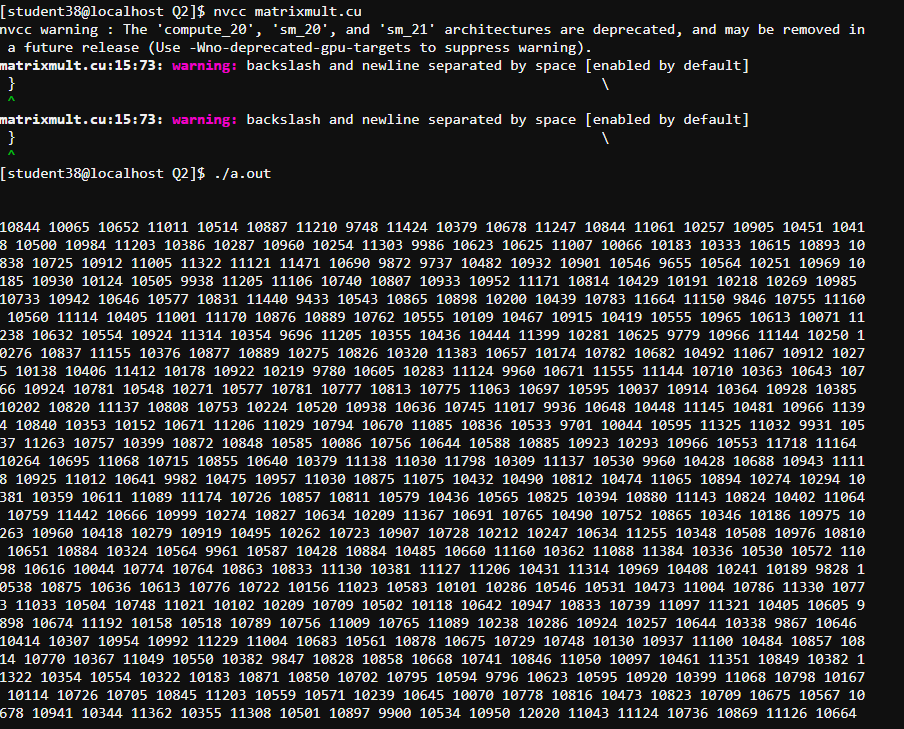 [student38@localhost Q2]$ nvcc matrixmult.cu
nvcc warning : The 'compute_20', 'sm_20', and 'sm_21' architectures are deprecated, and may be removed in
 a future release (Use -Wno-deprecated-gpu-targets to suppress warning).
matrixmult.cu:15:73: warning: backslash and newline separated by space [enabled by default]
 } \
 ^
matrixmult.cu:15:73: warning: backslash and newline separated by space [enabled by default]
 } \
 ^
[student38@localhost Q2]$ ./a.out
10844 10065 10652 11011 10514 10887 11210 9748 11424 10379 10678 11247 10844 11061 10257 10905 10451 1041
8 10500 10984 11203 10386 10287 10960 10254 11303 9986 10623 10625 11007 10066 10183 10333 10615 10893 10
838 10725 10912 11005 11322 11121 11471 10690 9872 9737 10482 10932 10901 10546 9655 10564 10251 10969 10
185 10930 10124 10505 9938 11205 11106 10740 10807 10933 10952 11171 10814 10429 10191 10218 10269 10985
10733 10942 10646 10577 10831 11440 9433 10543 10865 10898 10200 10439 10783 11664 11150 9846 10755 11160
 10560 11114 10405 11001 11170 10876 10889 10762 10555 10109 10467 10915 10419 10555 10965 10613 10071 11
238 10632 10554 10924 11314 10354 9696 11205 10355 10436 10444 11399 10281 10625 9779 10966 11144 10250 1
0276 10837 11155 10376 10877 10889 10275 10826 10320 11383 10657 10174 10782 10682 10492 11067 10912 1027
5 10138 10406 11412 10178 10922 10219 9780 10605 10283 11124 9960 10671 11555 11144 10710 10363 10643 107
66 10924 10781 10548 10271 10577 10781 10777 10813 10775 11063 10697 10595 10037 10914 10364 10928 10385
10202 10820 11137 10808 10753 10224 10520 10938 10636 10745 11017 9936 10648 10448 11145 10481 10966 1139
4 10840 10353 10152 10671 11206 11029 10794 10670 11085 10836 10533 9701 10044 10595 11325 11032 9931 105
37 11263 10757 10399 10872 10848 10585 10086 10756 10644 10588 10885 10923 10293 10966 10553 11718 11164
10264 10695 11068 10715 10855 10640 10379 11138 11030 11798 10309 11137 10530 9960 10428 10688 10943 1111
8 10925 11012 10641 9982 10475 10957 11030 10875 11075 10432 10490 10812 10474 11065 10894 10274 10294 10
381 10359 10611 11089 11174 10726 10857 10811 10579 10436 10565 10825 10394 10880 11143 10824 10402 11064
 10759 11442 10666 10999 10274 10827 10634 10209 11367 10691 10765 10490 10752 10865 10346 10186 10975 10
263 10960 10418 10279 10919 10495 10262 10723 10907 10728 10212 10247 10634 11255 10348 10508 10976 10810
 10651 10884 10324 10564 9961 10587 10428 10884 10485 10660 11160 10362 11088 11384 10336 10530 10572 110
98 10616 10044 10774 10764 10863 10833 11130 10381 11127 11206 10431 11314 10969 10408 10241 10189 9828 1
0538 10875 10636 10613 10776 10722 10156 11023 10583 10101 10286 10546 10531 10473 11004 10786 11330 1077
3 11033 10504 10748 11021 10102 10209 10709 10502 10118 10642 10947 10833 10739 11097 11321 10405 10605 9
898 10674 11192 10158 10518 10789 10756 11009 10765 11089 10238 10286 10924 10257 10644 10338 9867 10646
10414 10307 10954 10992 11229 11004 10683 10561 10878 10675 10729 10748 10130 10937 11100 10484 10857 108
14 10770 10367 11049 10550 10382 9847 10828 10858 10668 10741 10846 11050 10097 10461 11351 10849 10382 1
1322 10354 10554 10322 10183 10871 10850 10702 10795 10594 9796 10623 10595 10920 10399 11068 10798 10167
 10114 10726 10705 10845 11203 10559 10571 10239 10645 10070 10778 10816 10473 10823 10709 10675 10567 10
678 10941 10344 11362 10355 11308 10501 10897 9900 10534 10950 12020 11043 11124 10736 10869 11126 10664